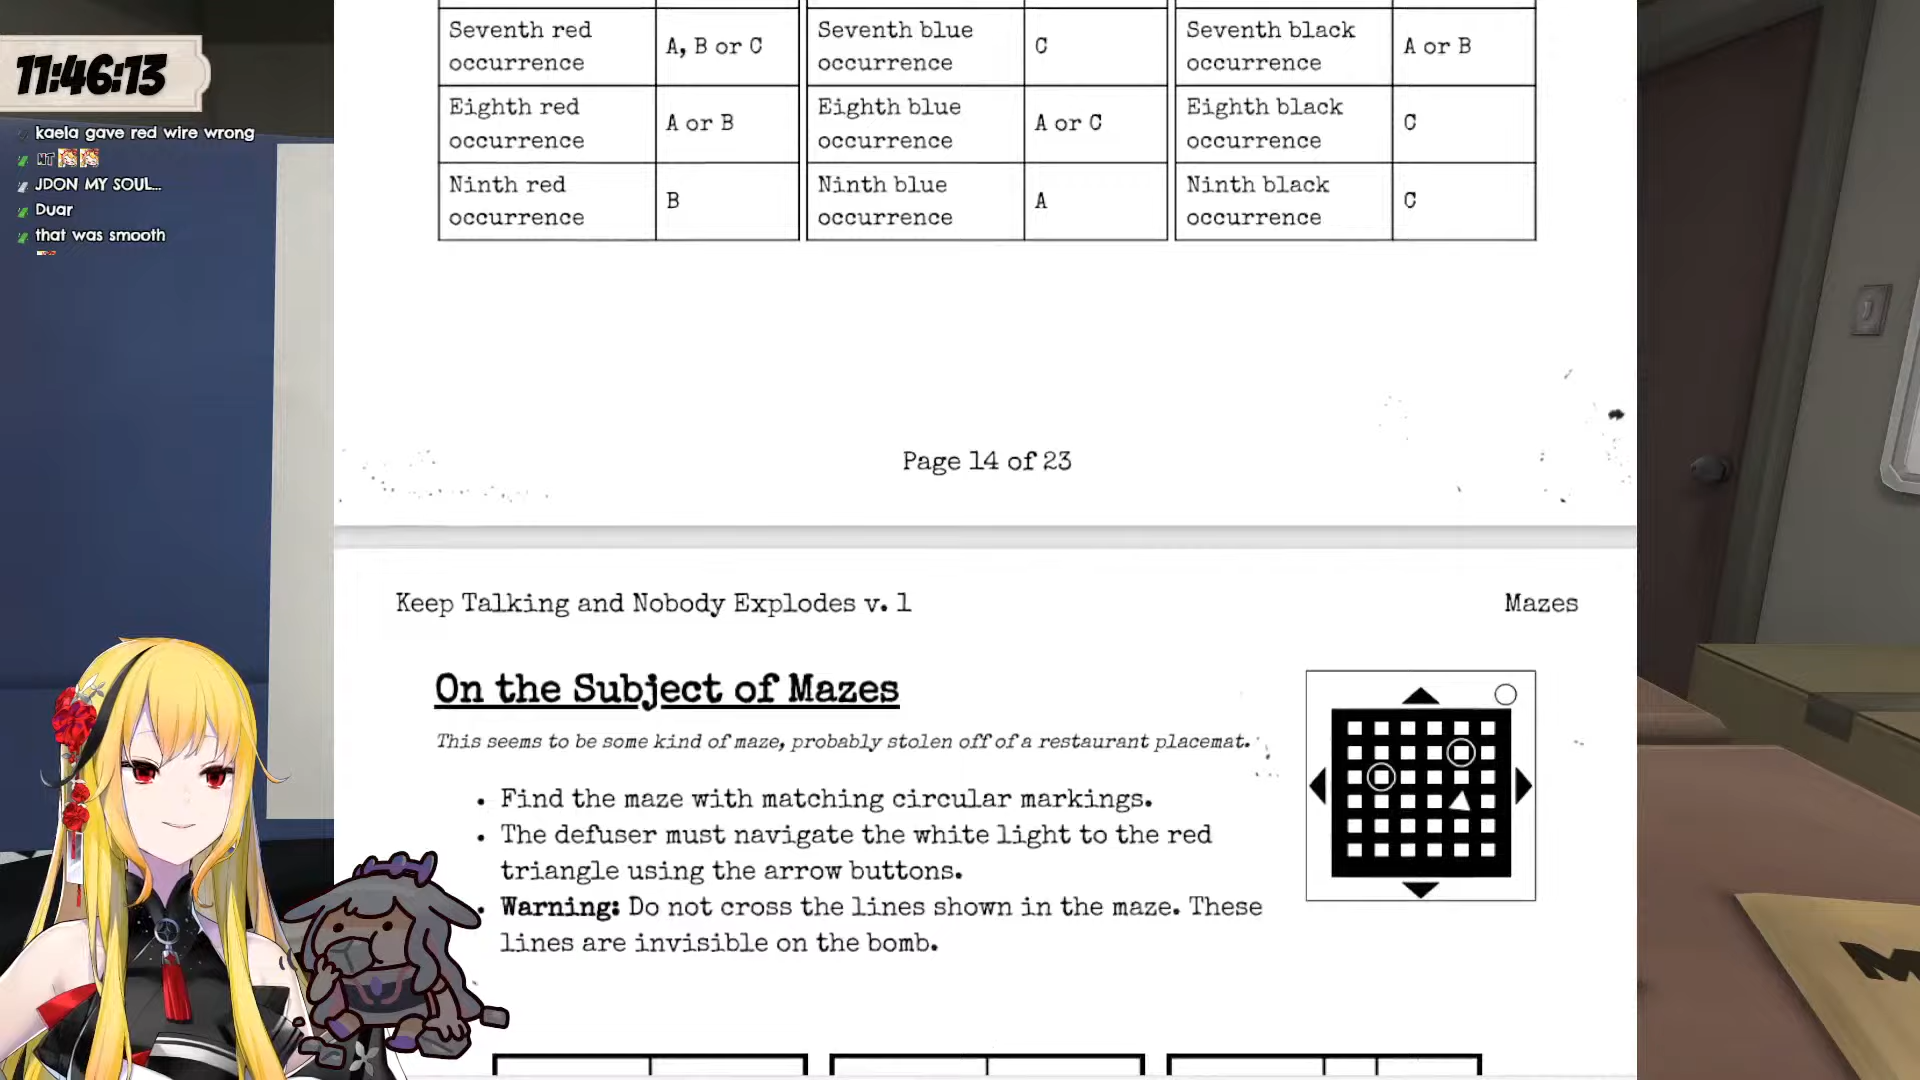 11:46:13
kaela gave red wire wrong
NT
JDON MY SOUL...
Duar
that was smooth
Seventh red occurrence A, B or C Seventh blue occurrence C Seventh black occurrence A or B
Eighth red occurrence A or B Eighth blue occurrence A or C Eighth black occurrence C
Ninth red occurrence B Ninth blue occurrence A Ninth black occurrence C
Page 14 of 23
Keep Talking and Nobody Explodes v. 1 Mazes
On the Subject of Mazes
This seems to be some kind of maze, probably stolen off of a restaurant placemat.
• Find the maze with matching circular markings.
• The defuser must navigate the white light to the red
triangle using the arrow buttons.
• Warning: Do not cross the lines shown in the maze. These
lines are invisible on the bomb.